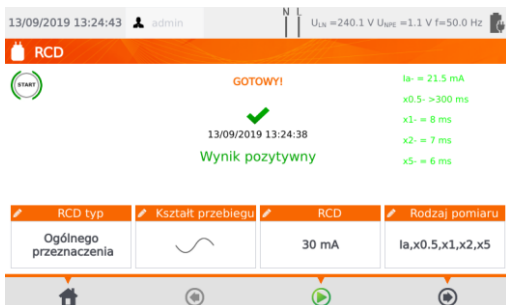 13/09/2019 13:24:43 admin N L ULN =240.1 V UNPE =1.1 V f=50.0 Hz
RCD
START
GOTOWY!
13/09/2019 13:24:38
Wynik pozytywny
Ia- = 21.5 mA
x0.5- >300 ms
x1- = 8 ms
x2- = 7 ms
x5- = 6 ms
RCD typ
Ogólnego
przeznaczenia
Kształt przebiegu
RCD
30 mA
Rodzaj pomiaru
Ia,x0.5,x1,x2,x5